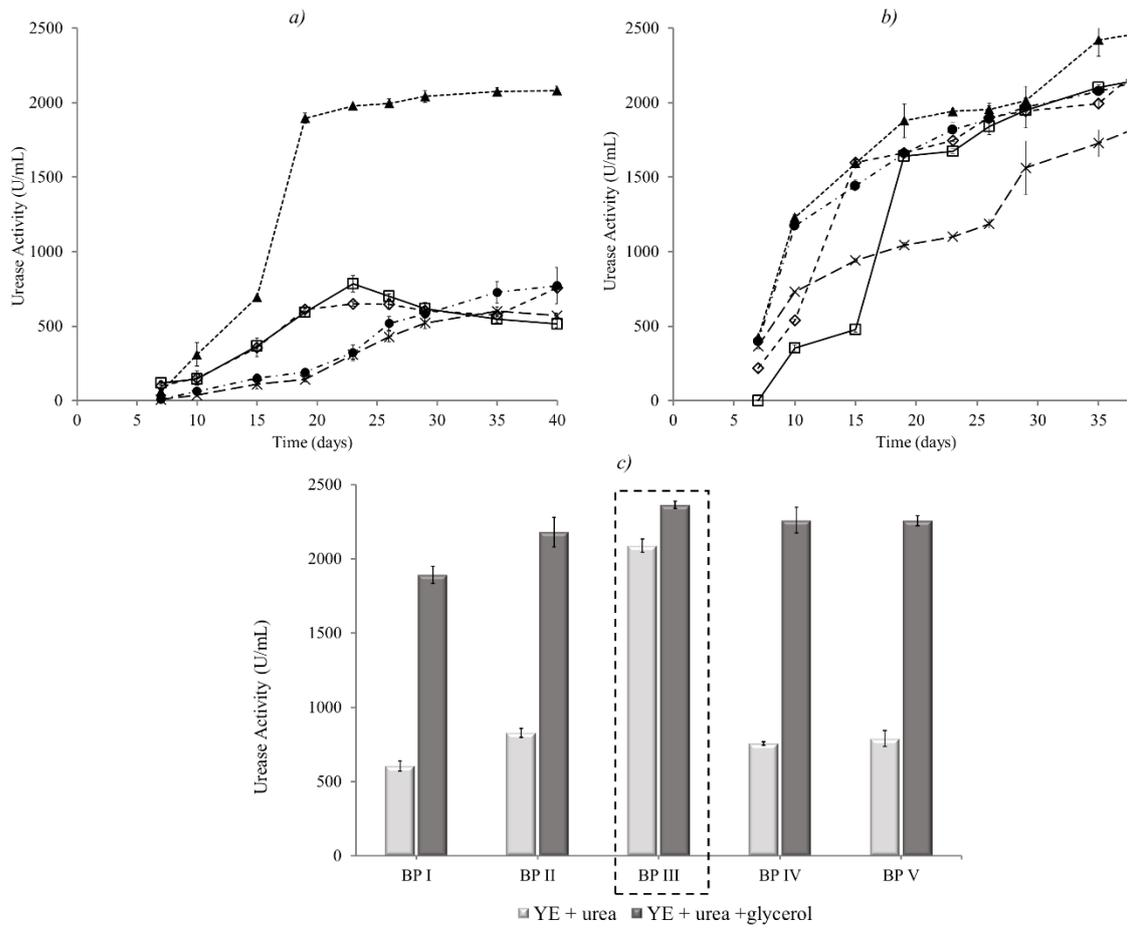 a)
2500
2000
1500
1000
500
0
Urease Activity (U/mL)
0 5 10 15 20 25 30 35 40
Time (days)
b)
2500
2000
1500
1000
500
0
Urease Activity (U/mL)
0 5 10 15 20 25 30 35
Time (days)
c)
2500
2000
1500
1000
500
0
Urease Activity (U/mL)
BP I BP II BP III BP IV BP V
YE + urea YE + urea +glycerol